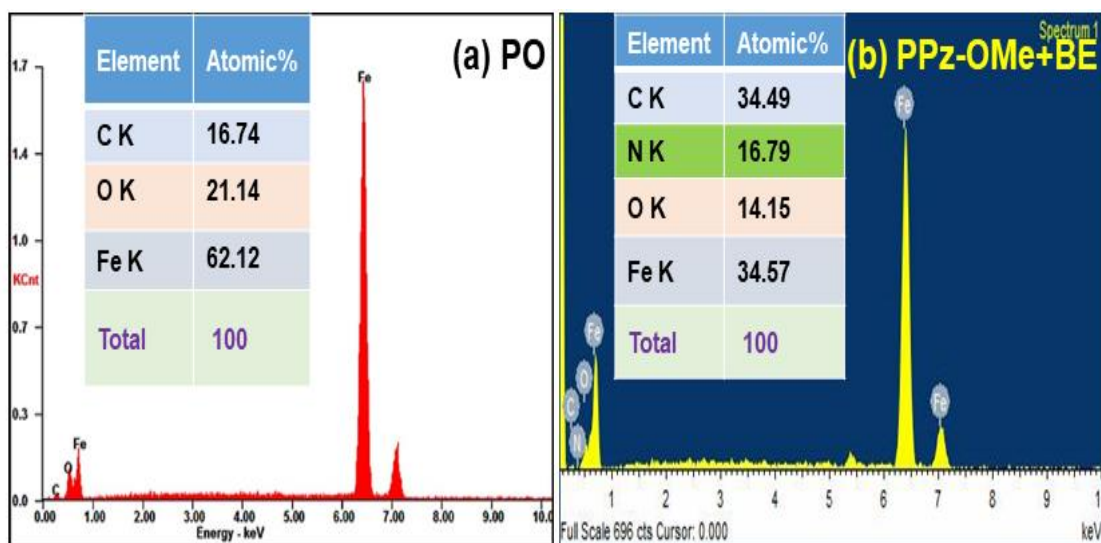 (a) PO
Element Atomic%
C K 16.74
O K 21.14
Fe K 62.12
Total 100
1.7
1.4
1.0
KCnt
0.7
0.3
0.0
C
O
Fe
Fe
0.00 1.00 2.00 3.00 4.00 5.00 6.00 7.00 8.00 9.00 10.0
Energy - keV
Spectrum 1
(b) PPz-OMe+BE
Element Atomic%
C K 34.49
N K 16.79
O K 14.15
Fe K 34.57
Total 100
Fe
Fe
O
C
N
Fe
1 2 3 4 5 6 7 8 9 1
Full Scale 696 cts Cursor: 0.000
keV